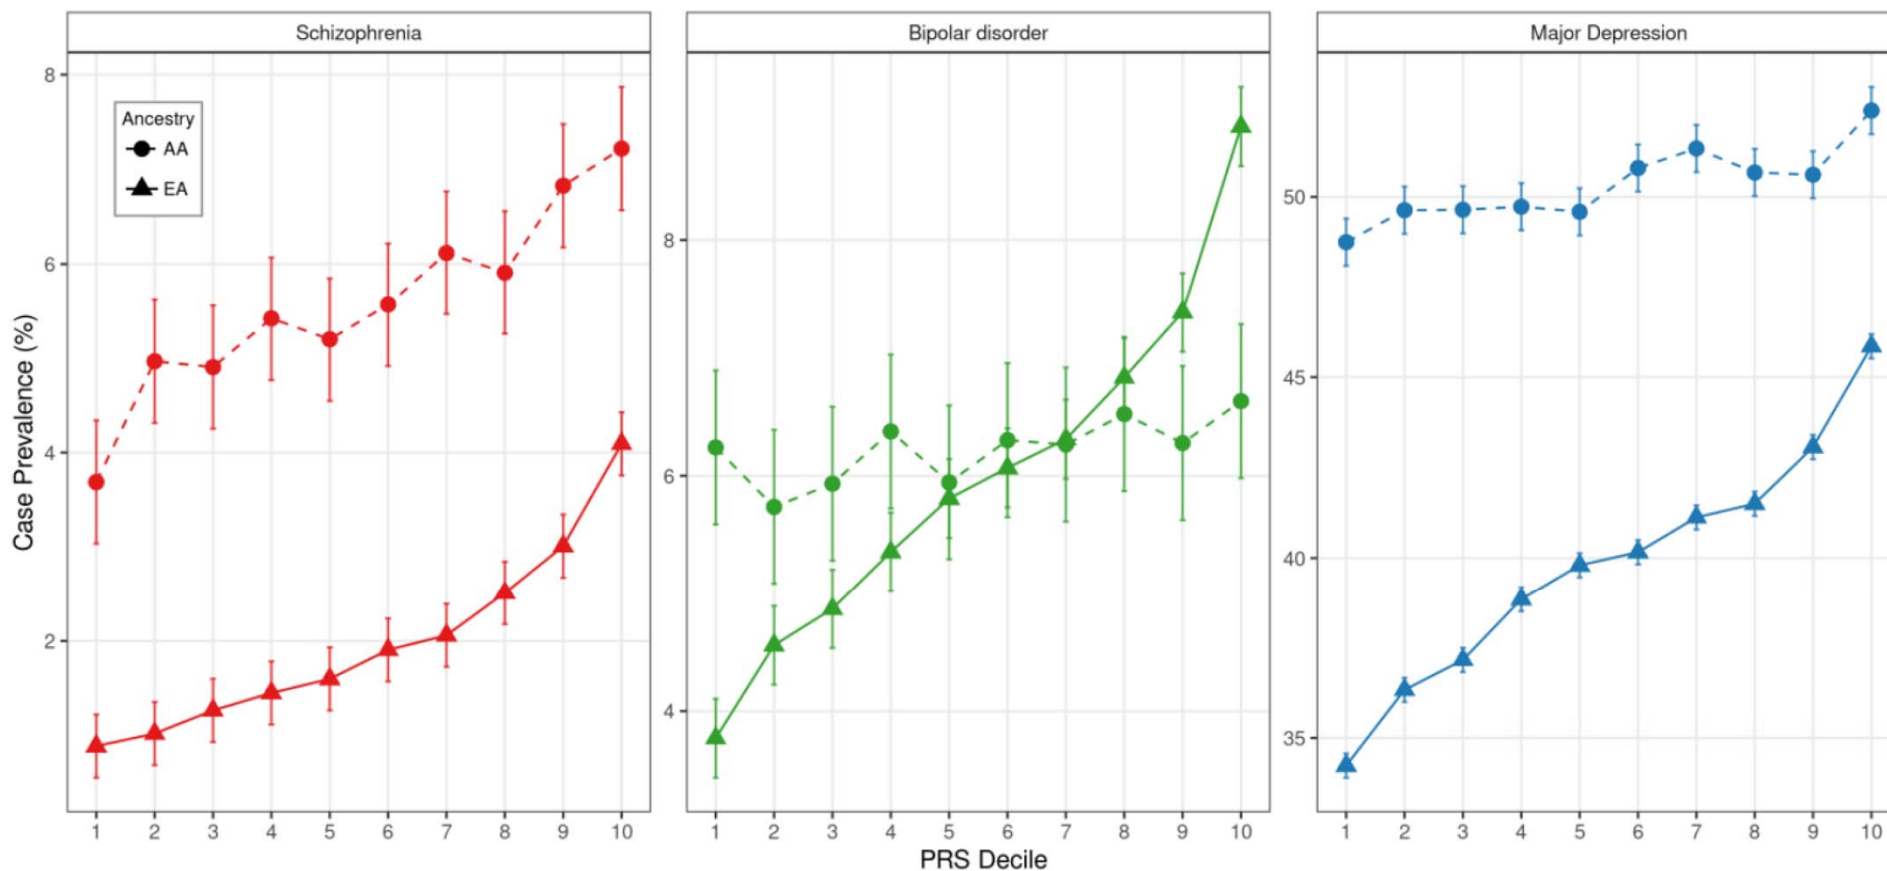 Schizophrenia
Bipolar disorder
Major Depression
Case Prevalence (%)
8
6
4
2
Ancestry
AA
EA
8
6
4
50
45
40
35
1 2 3 4 5 6 7 8 9 10
1 2 3 4 5 6 7 8 9 10
1 2 3 4 5 6 7 8 9 10
PRS Decile